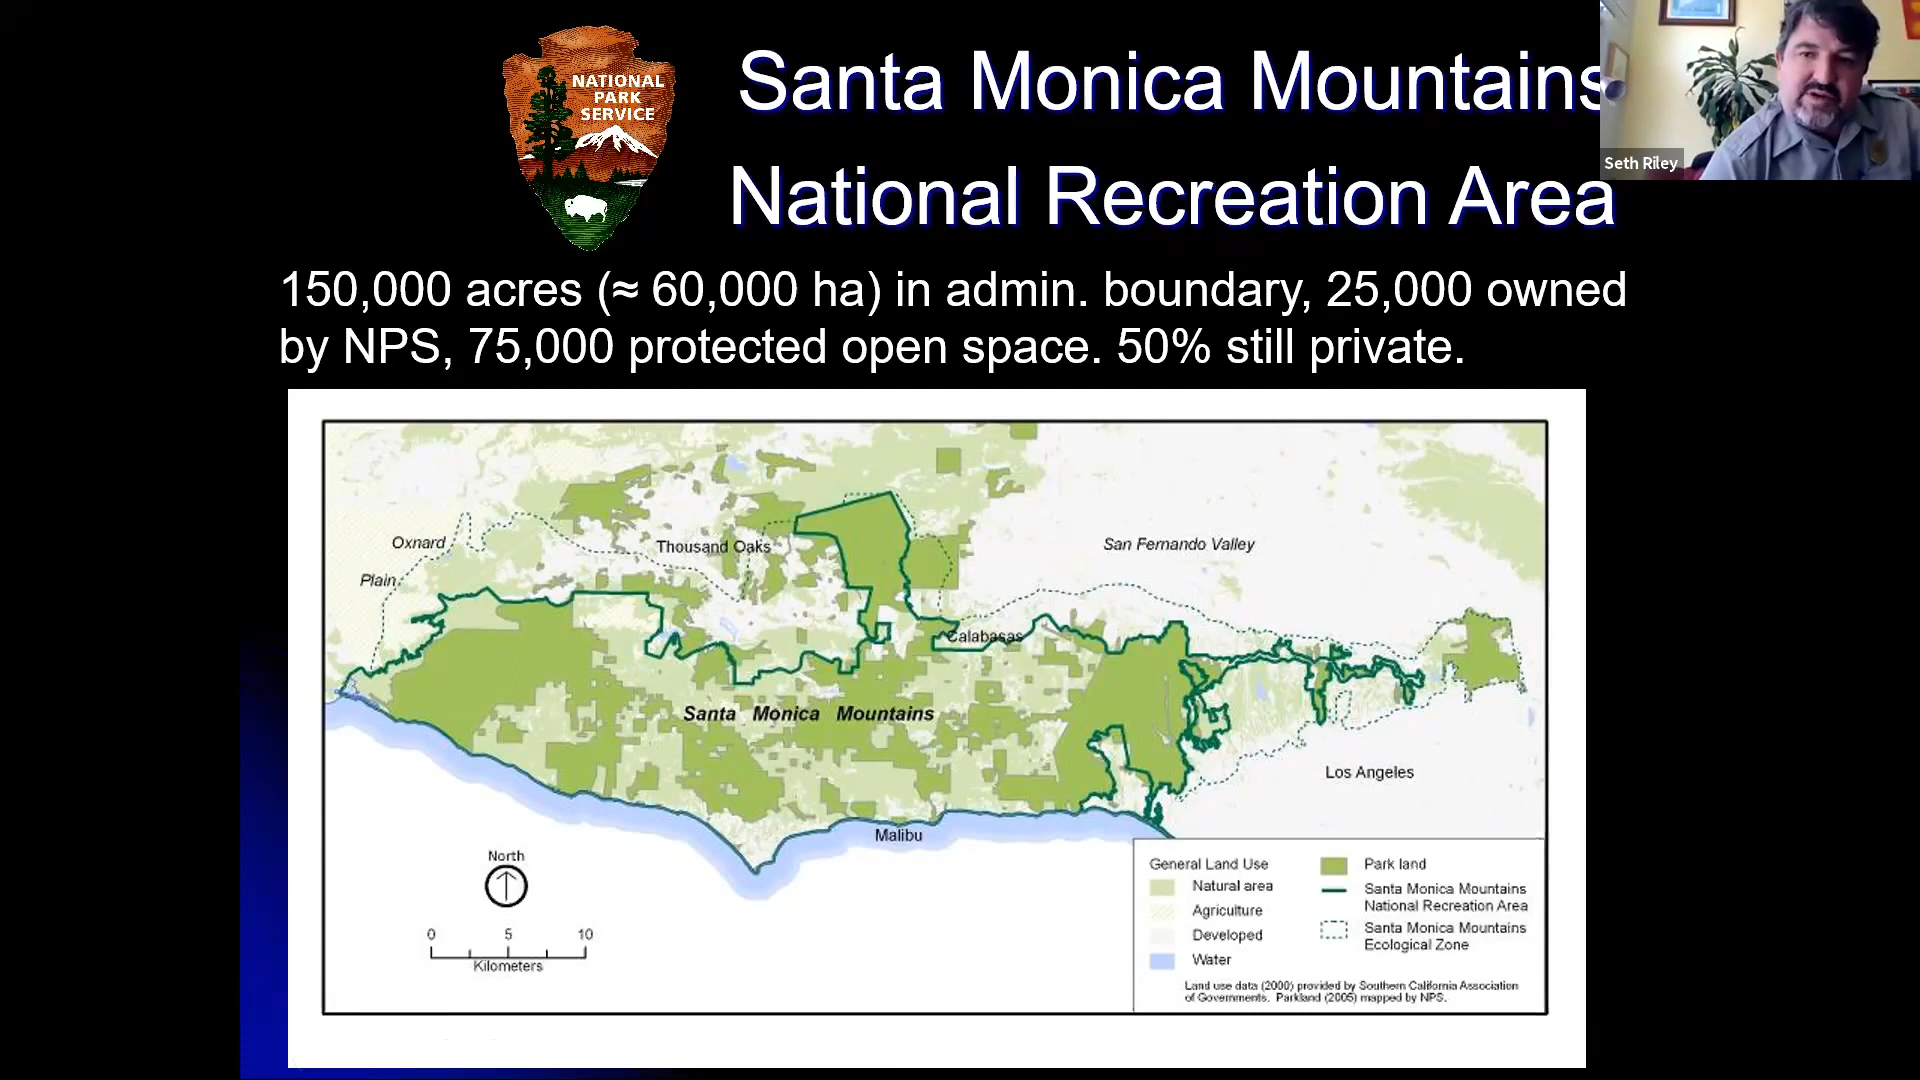 NATIONAL
PARK
SERVICE
Santa Monica Mountains
National Recreation Area
Seth Riley
150,000 acres (≈ 60,000 ha) in admin. boundary, 25,000 owned
by NPS, 75,000 protected open space. 50% still private.
Oxnard
Plain
Thousand Oaks
San Fernando Valley
Calabasas
Santa Monica Mountains
Los Angeles
Malibu
North
0 5 10
Kilometers
General Land Use
Natural area
Agriculture
Developed
Water
Park land
Santa Monica Mountains
National Recreation Area
Santa Monica Mountains
Ecological Zone
Land use data (2000) provided by Southern California Association
of Governments. Parkland (2005) mapped by NPS.